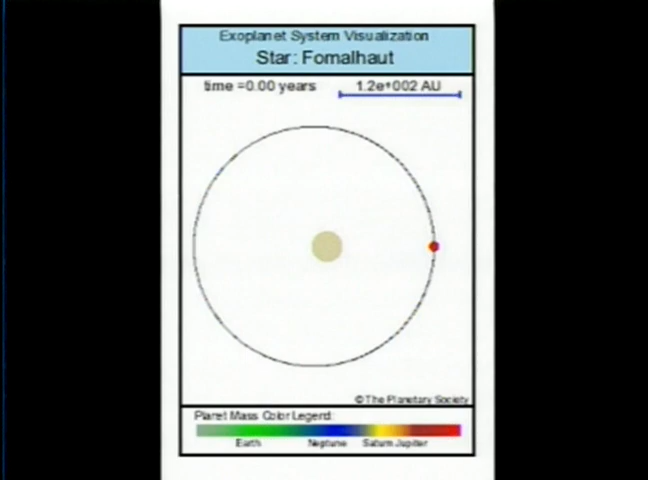 Exoplanet System Visualization
Star: Fomalhaut
time =0.00 years
1.2e+002 AU
©The Planetary Society
Planet Mass Color Legend:
Earth Neptune Saturn Jupiter